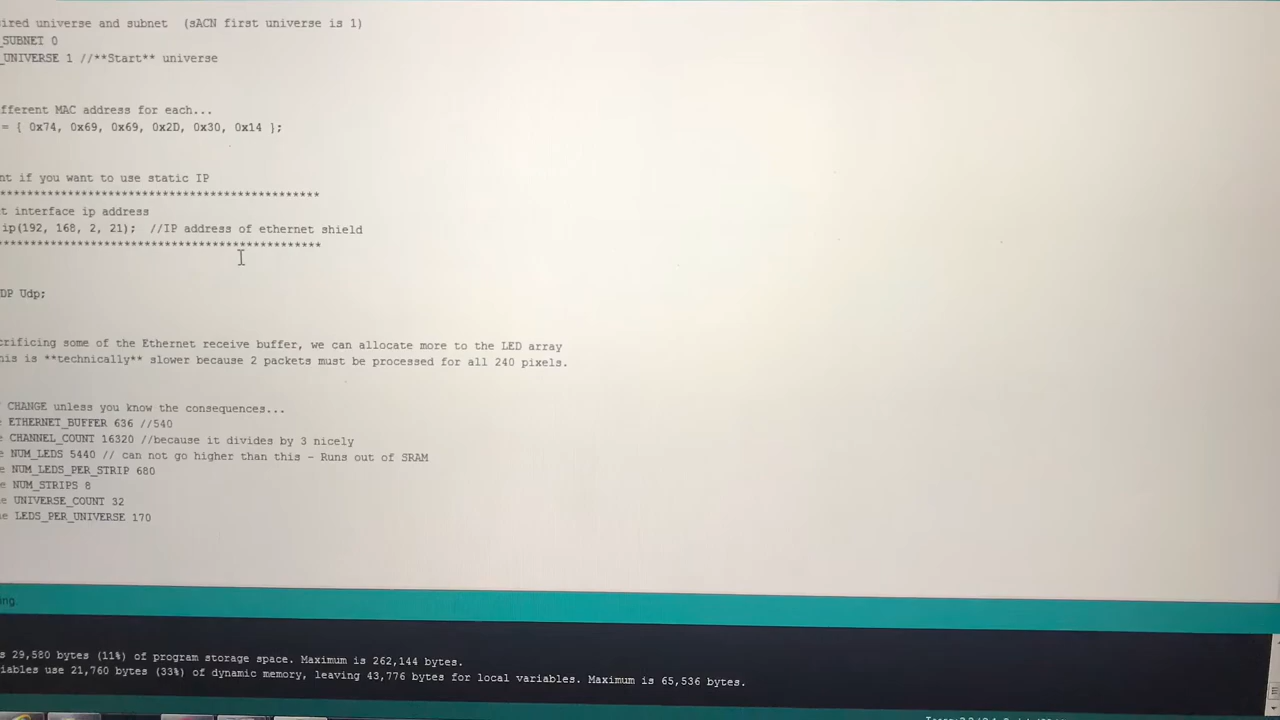 ired universe and subnet  (sACN first universe is 1)
_SUBNET 0
_UNIVERSE 1 //**Start** universe
fferent MAC address for each...
= { 0x74, 0x69, 0x69, 0x2D, 0x30, 0x14 };
nt if you want to use static IP
***********************************************
t interface ip address
ip(192, 168, 2, 21);  //IP address of ethernet shield
***********************************************
DP Udp;
crificing some of the Ethernet receive buffer, we can allocate more to the LED array
his is **technically** slower because 2 packets must be processed for all 240 pixels.
CHANGE unless you know the consequences...
e ETHERNET_BUFFER 636 //540
e CHANNEL_COUNT 16320 //because it divides by 3 nicely
e NUM_LEDS 5440 // can not go higher than this - Runs out of SRAM
e NUM_LEDS_PER_STRIP 680
e NUM_STRIPS 8
e UNIVERSE_COUNT 32
ne LEDS_PER_UNIVERSE 170
ing.
s 29,580 bytes (11%) of program storage space. Maximum is 262,144 bytes.
iables use 21,760 bytes (33%) of dynamic memory, leaving 43,776 bytes for local variables. Maximum is 65,536 bytes.